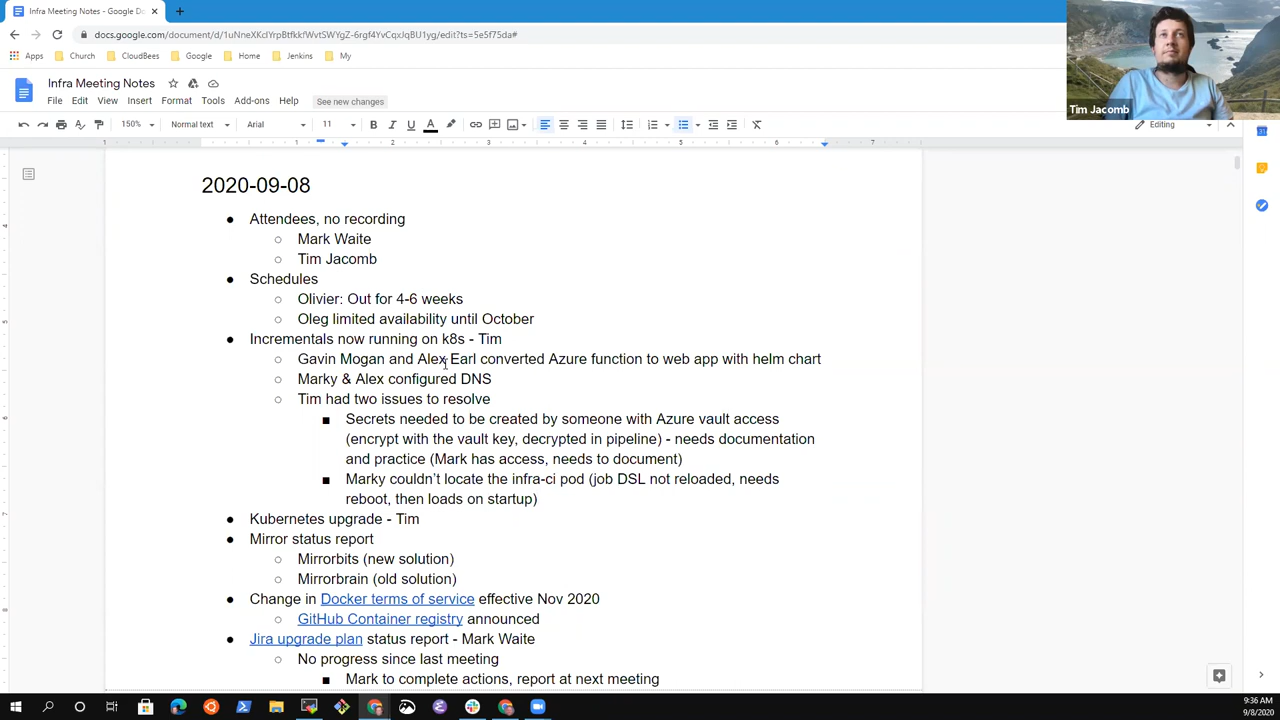 Infra Meeting Notes - Google Do
docs.google.com/document/d/1uNneXKclYrpBtfkkfWvtSWYgZ-6rgf4YvCqxJqBU1yg/edit?ts=5e5f75da#
Apps Church CloudBees Google Home Jenkins My
Infra Meeting Notes
File Edit View Insert Format Tools Add-ons Help See new changes
150% Normal text Arial 11 B I U A Editing
1 1 2 3 4 5 6 7
2020-09-08
● Attendees, no recording
○ Mark Waite
○ Tim Jacomb
● Schedules
○ Olivier: Out for 4-6 weeks
○ Oleg limited availability until October
● Incrementals now running on k8s - Tim
○ Gavin Mogan and Alex Earl converted Azure function to web app with helm chart
○ Marky & Alex configured DNS
○ Tim had two issues to resolve
■ Secrets needed to be created by someone with Azure vault access
(encrypt with the vault key, decrypted in pipeline) - needs documentation
and practice (Mark has access, needs to document)
■ Marky couldn't locate the infra-ci pod (job DSL not reloaded, needs
reboot, then loads on startup)
● Kubernetes upgrade - Tim
● Mirror status report
○ Mirrorbits (new solution)
○ Mirrorbrain (old solution)
● Change in Docker terms of service effective Nov 2020
○ GitHub Container registry announced
● Jira upgrade plan status report - Mark Waite
○ No progress since last meeting
■ Mark to complete actions, report at next meeting
Tim Jacomb
9:36 AM
9/8/2020